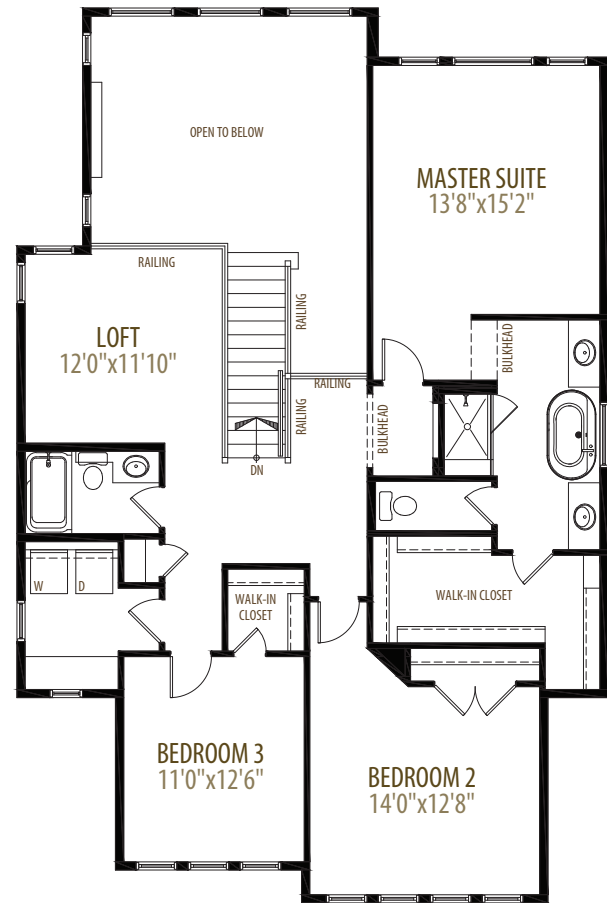 OPEN TO BELOW
MASTER SUITE
13'8"x15'2"
RAILING
LOFT
12'0"x11'10"
RAILING
BULKHEAD
RAILING
RAILING
BULKHEAD
DN
W
D
WALK-IN
CLOSET
WALK-IN CLOSET
BEDROOM 3
11'0"x12'6"
BEDROOM 2
14'0"x12'8"